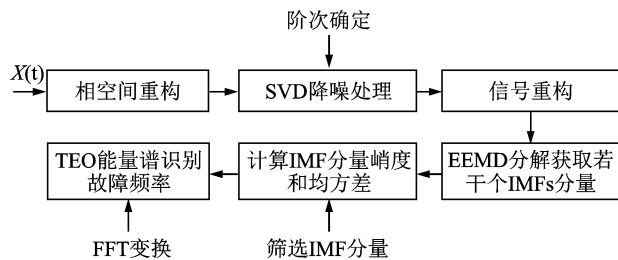 阶次确定
X(t)
相空间重构
SVD降噪处理
信号重构
TEO能量谱识别
故障频率
计算IMF分量峭度
和均方差
EEMD分解获取若
干个IMFs分量
FFT变换
筛选IMF分量